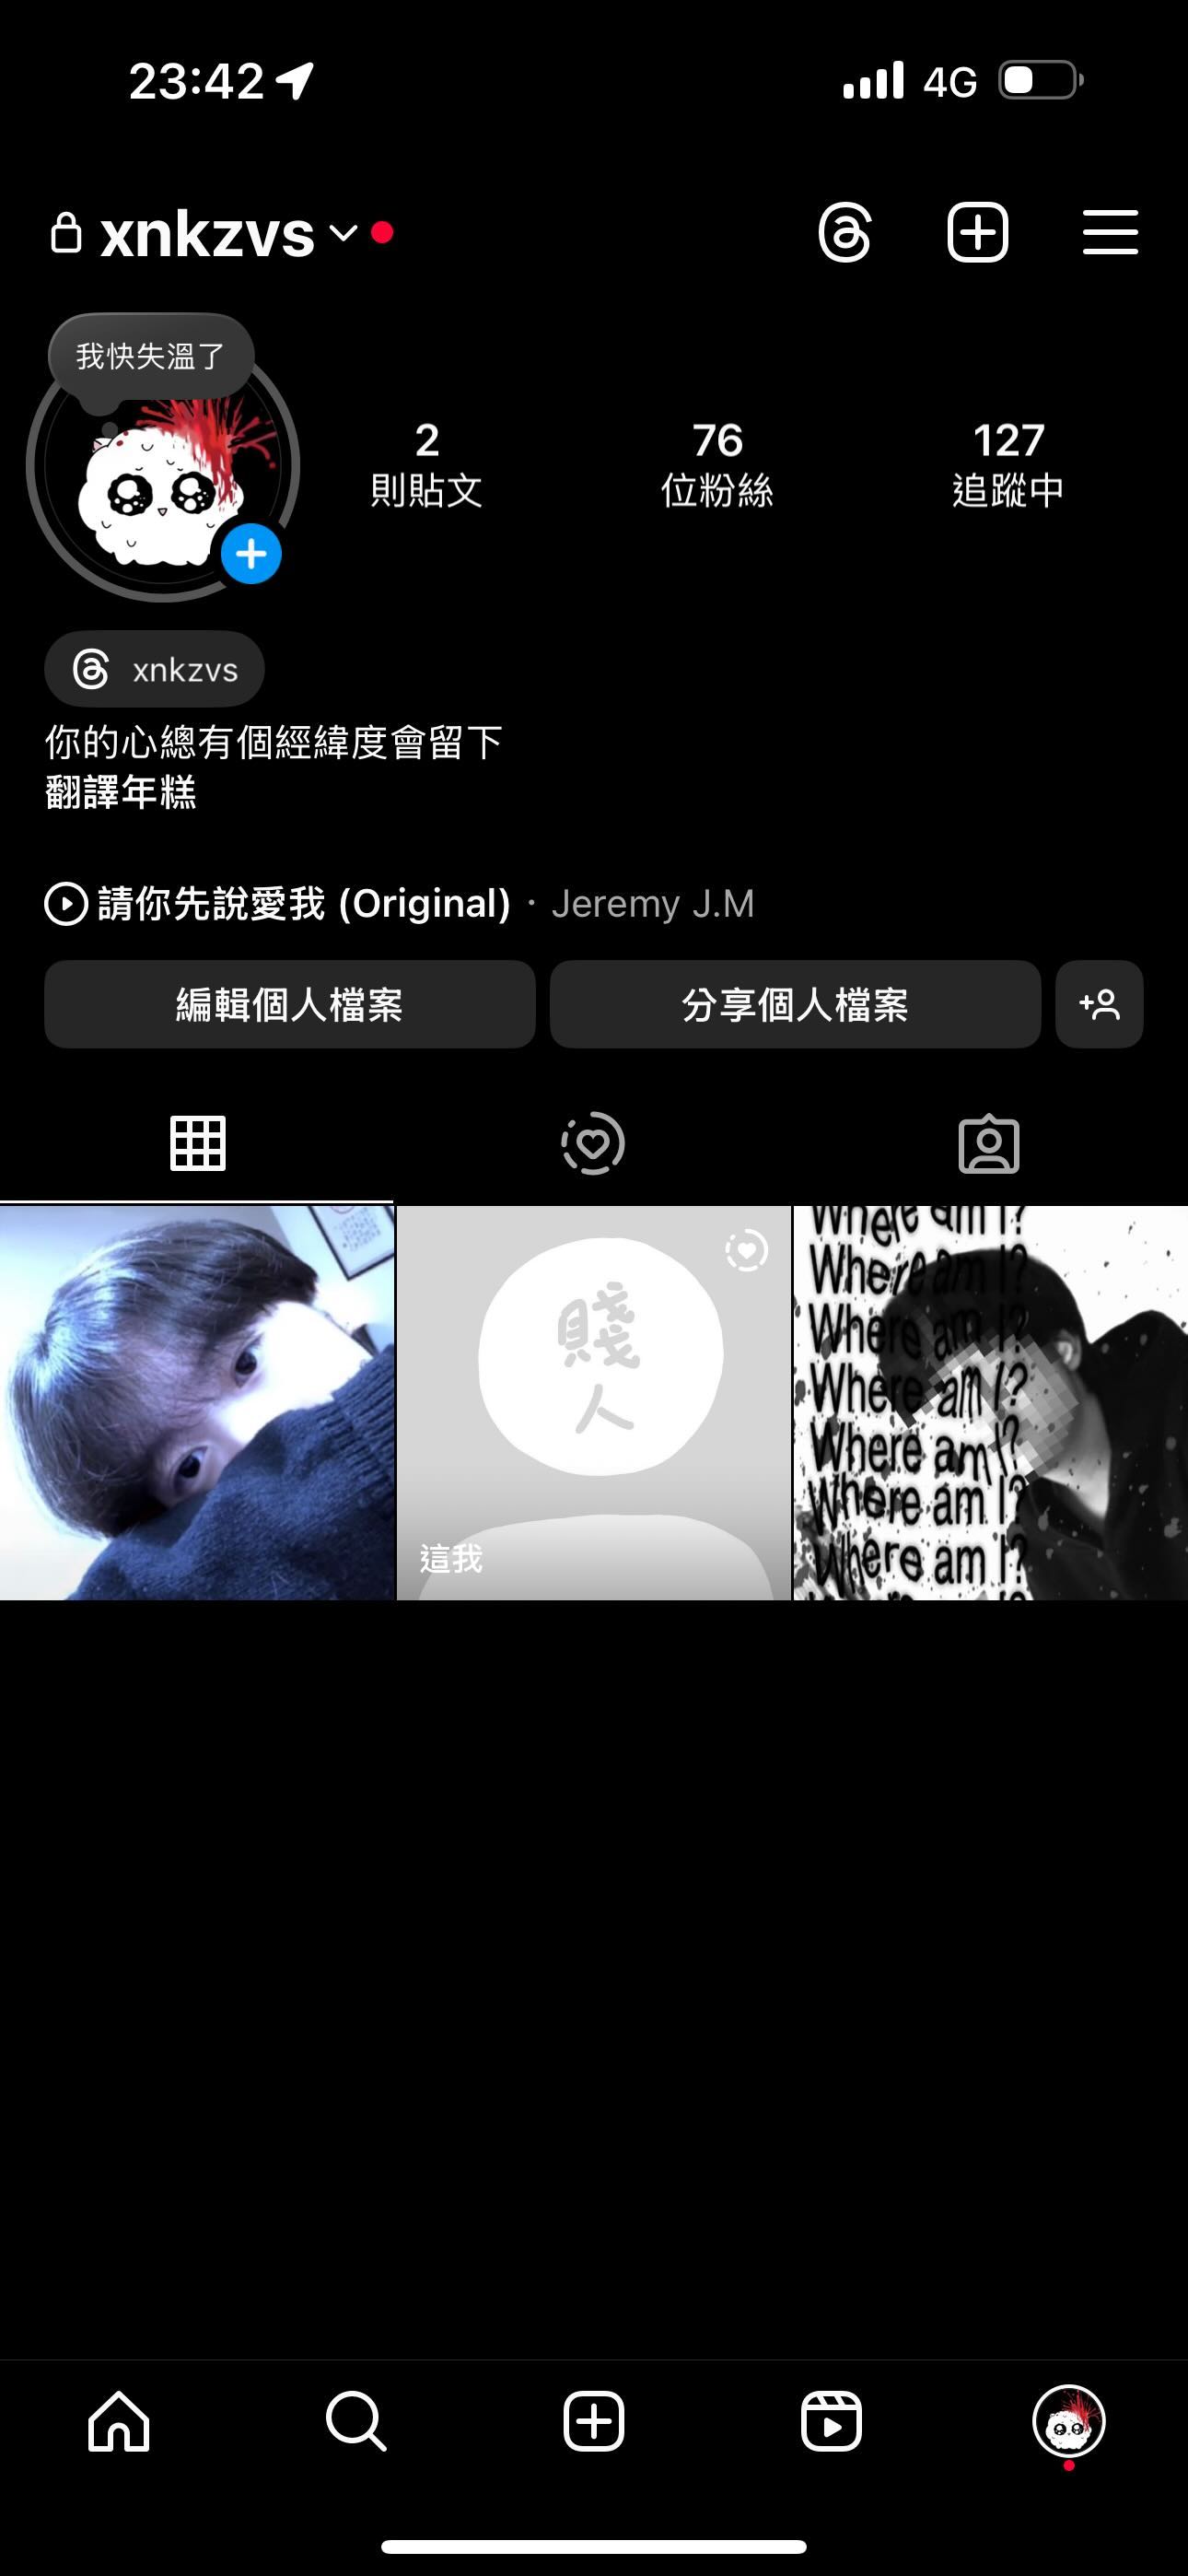 23:42
4G
xnkzvs
我快失溫了
2
則貼文
76
位粉絲
127
追蹤中
xnkzvs
你的心總有個經緯度會留下
翻譯年糕
請你先說愛我 (Original) · Jeremy J.M
編輯個人檔案
分享個人檔案
賤
人
這我
Where am I?
Where am I?
Where am I?
Where am I?
Where am I?
Where am I?
Where am I?